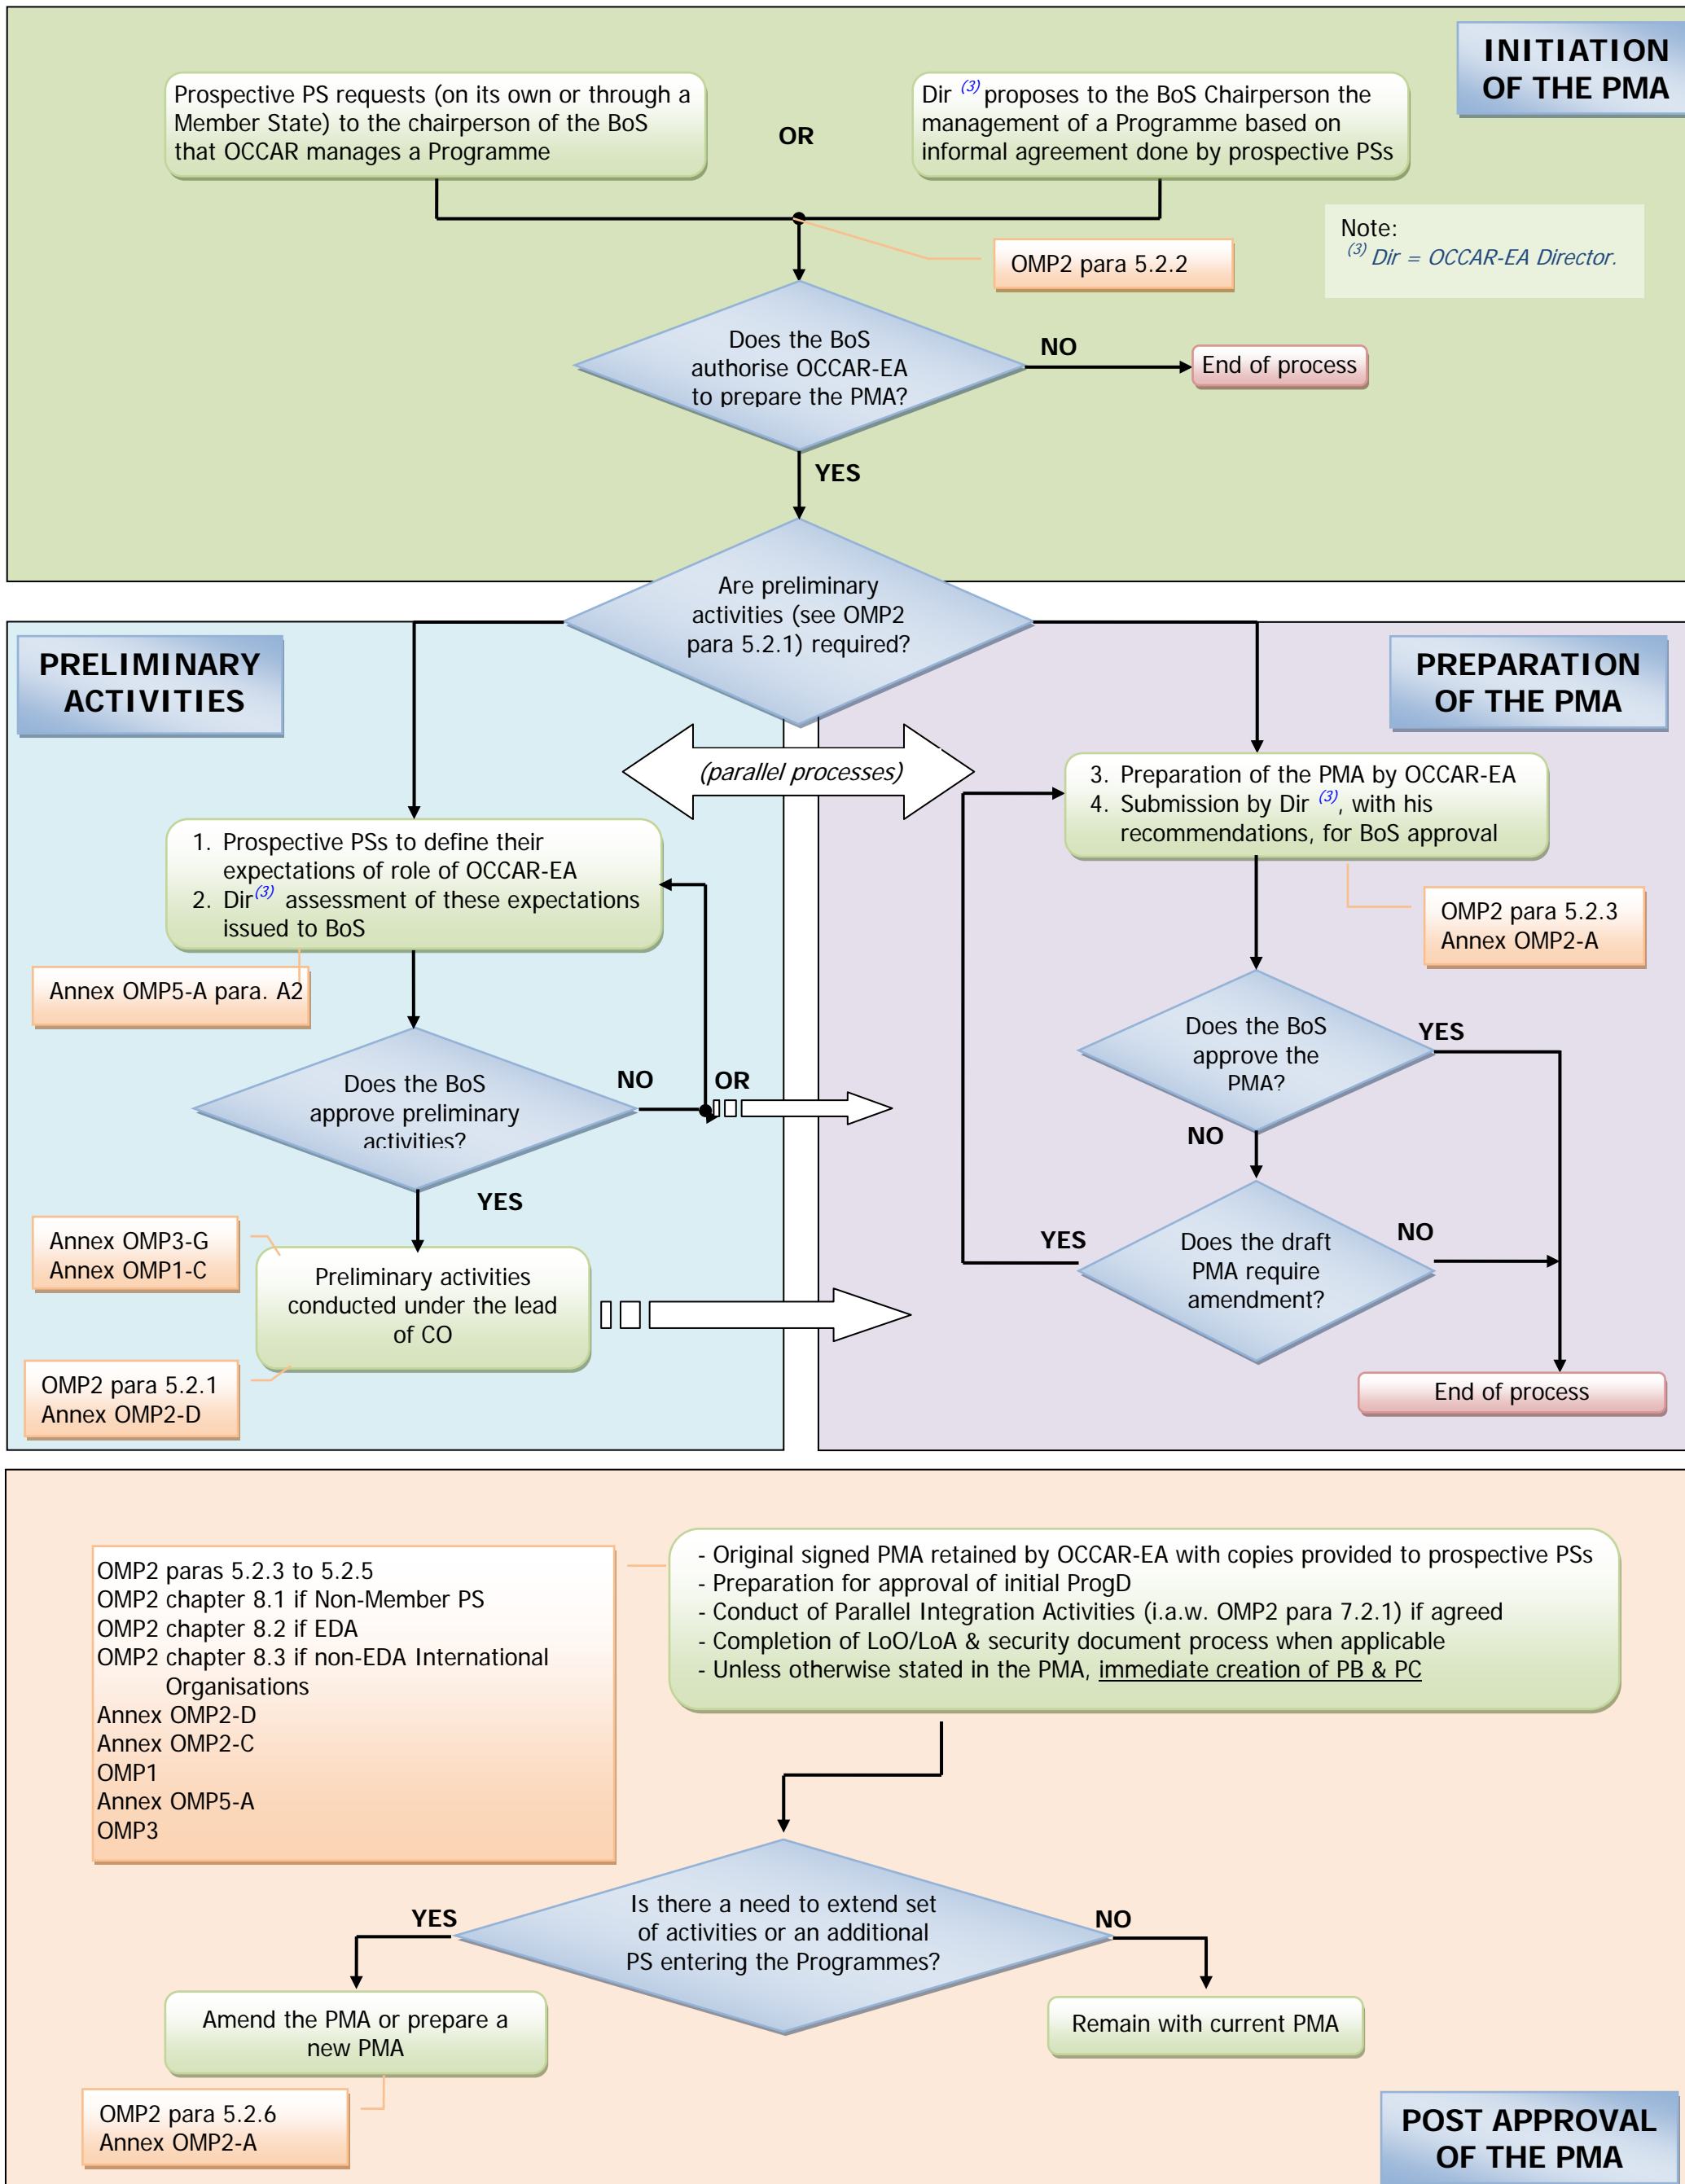 INITIATION
OF THE PMA
Prospective PS requests (on its own or through a
Member State) to the chairperson of the BoS
that OCCAR manages a Programme
OR
Dir (3) proposes to the BoS Chairperson the
management of a Programme based on
informal agreement done by prospective PSs
Note:
(3) Dir = OCCAR-EA Director.
OMP2 para 5.2.2
Does the BoS
authorise OCCAR-EA
to prepare the PMA?
NO
End of process
YES
Are preliminary
activities (see OMP2
para 5.2.1) required?
PRELIMINARY
ACTIVITIES
PREPARATION
OF THE PMA
(parallel processes)
1. Prospective PSs to define their
expectations of role of OCCAR-EA
2. Dir(3) assessment of these expectations
issued to BoS
Annex OMP5-A para. A2
Does the BoS
approve preliminary
activities?
NO
OR
YES
Annex OMP3-G
Annex OMP1-C
Preliminary activities
conducted under the lead
of CO
OMP2 para 5.2.1
Annex OMP2-D
3. Preparation of the PMA by OCCAR-EA
4. Submission by Dir (3), with his
recommendations, for BoS approval
OMP2 para 5.2.3
Annex OMP2-A
Does the BoS
approve the
PMA?
YES
NO
Does the draft
PMA require
amendment?
YES
NO
End of process
OMP2 paras 5.2.3 to 5.2.5
OMP2 chapter 8.1 if Non-Member PS
OMP2 chapter 8.2 if EDA
OMP2 chapter 8.3 if non-EDA International
Organisations
Annex OMP2-D
Annex OMP2-C
OMP1
Annex OMP5-A
OMP3
- Original signed PMA retained by OCCAR-EA with copies provided to prospective PSs
- Preparation for approval of initial ProgD
- Conduct of Parallel Integration Activities (i.a.w. OMP2 para 7.2.1) if agreed
- Completion of LoO/LoA & security document process when applicable
- Unless otherwise stated in the PMA, immediate creation of PB & PC
Is there a need to extend set
of activities or an additional
PS entering the Programmes?
YES
NO
Amend the PMA or prepare a
new PMA
Remain with current PMA
OMP2 para 5.2.6
Annex OMP2-A
POST APPROVAL
OF THE PMA